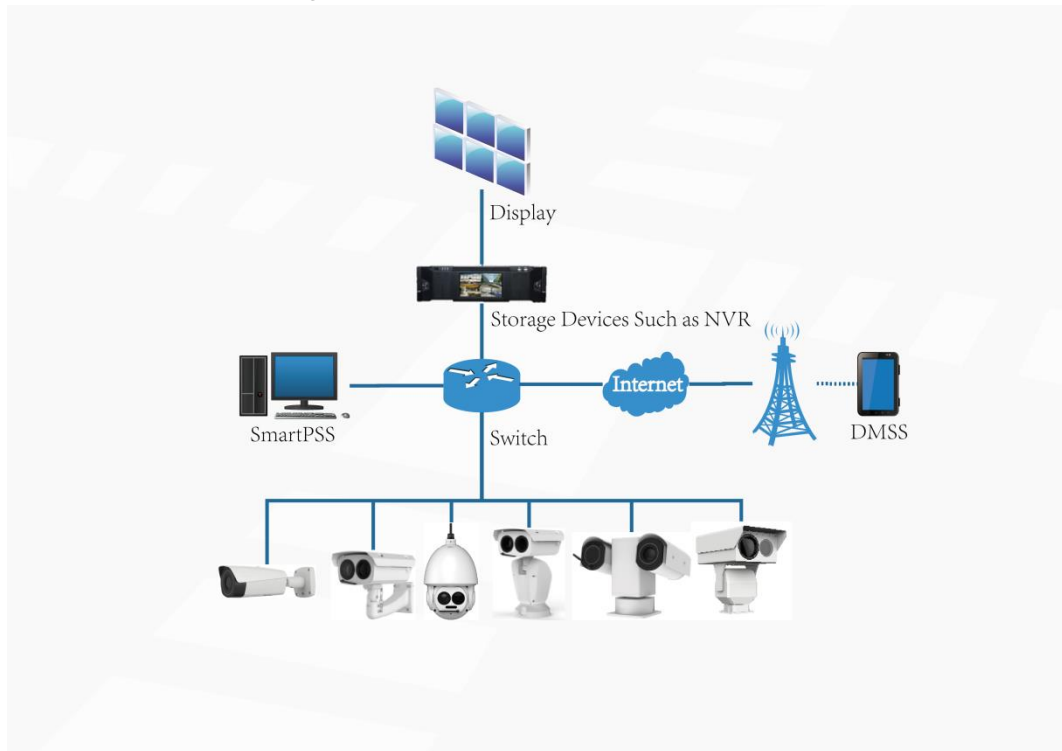 Display
Storage Devices Such as NVR
Internet
SmartPSS
Switch
DMSS